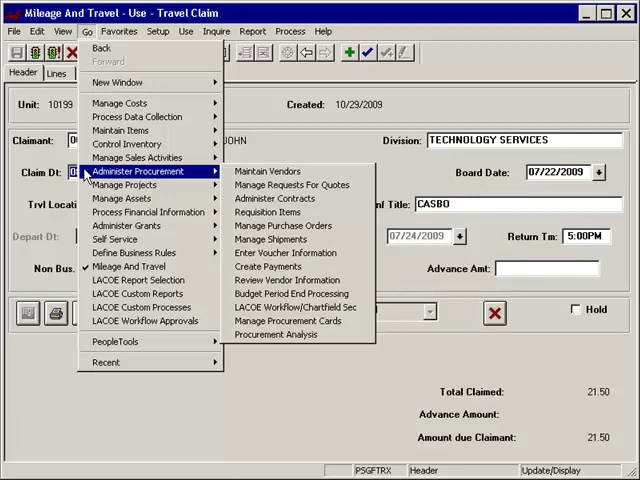 Mileage And Travel - Use - Travel Claim
File Edit View Go Favorites Setup Use Inquire Report Process Help
Header Lines
Back
Forward
New Window
Manage Costs
Process Data Collection
Maintain Items
Control Inventory
Manage Sales Activities
Administer Procurement
Manage Projects
Manage Assets
Process Financial Information
Administer Grants
Self Service
Define Business Rules
Mileage And Travel
LACOE Report Selection
LACOE Custom Reports
LACOE Custom Processes
LACOE Workflow Approvals
PeopleTools
Recent
Maintain Vendors
Manage Requests For Quotes
Administer Contracts
Requisition Items
Manage Purchase Orders
Manage Shipments
Enter Voucher Information
Create Payments
Review Vendor Information
Budget Period End Processing
LACOE Workflow/Chartfield Sec
Manage Procurement Cards
Procurement Analysis
Unit: 10199 Created: 10/29/2009
Claimant: JOHN Division: TECHNOLOGY SERVICES
Claim Dt: Board Date: 07/22/2009
Trvl Locati nf Title: CASBO
Depart Dt: 07/24/2009 Return Tm: 5:00PM
Non Bus. Advance Amt:
Hold
Total Claimed: 21.50
Advance Amount:
Amount due Claimant: 21.50
PSGFTRX Header Update/Display